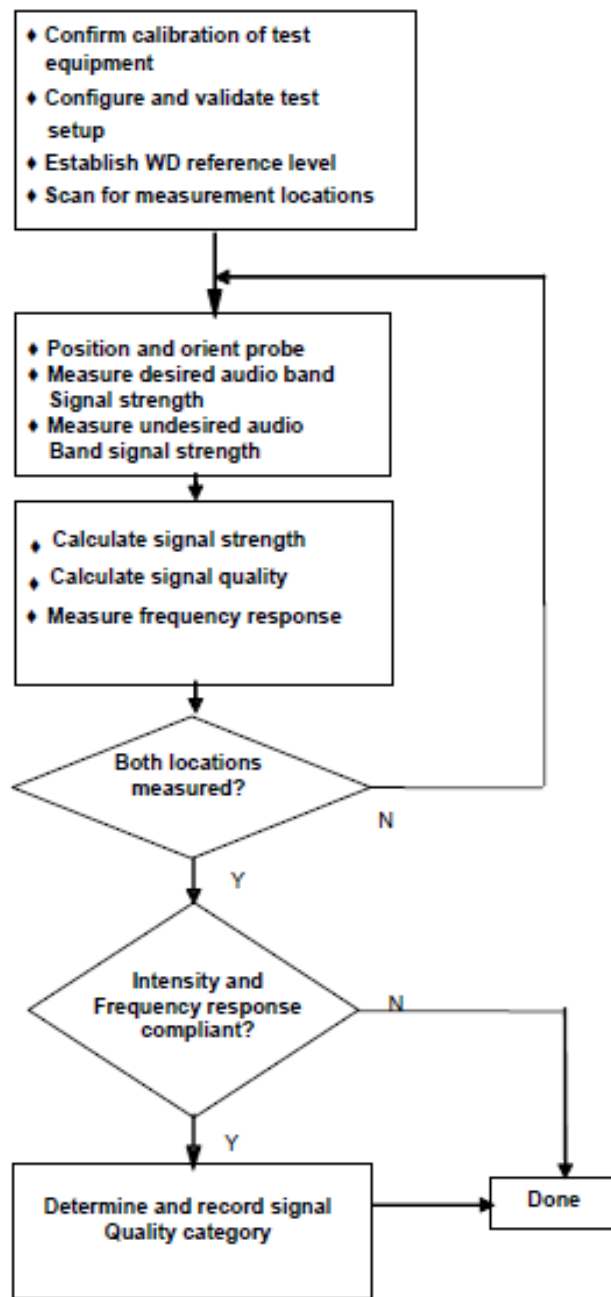 ♦ Confirm calibration of test
equipment
♦ Configure and validate test
setup
♦ Establish WD reference level
♦ Scan for measurement locations
♦ Position and orient probe
♦ Measure desired audio band
Signal strength
♦ Measure undesired audio
Band signal strength
♦ Calculate signal strength
♦ Calculate signal quality
♦ Measure frequency response
Both locations
measured?
N
Y
Intensity and
Frequency response
compliant?
N
Y
Determine and record signal
Quality category
Done